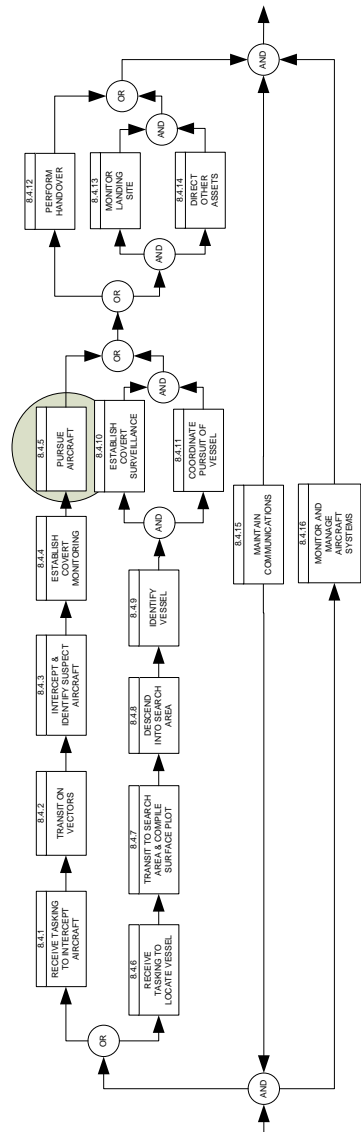 OR
8.4.1
RECEIVE TASKING
TO INTERCEPT
AIRCRAFT
8.4.2
TRANSIT ON
VECTORS
8.4.3
INTERCEPT &
IDENTIFY SUSPECT
AIRCRAFT
8.4.4
ESTABLISH
COVERT
MONITORING
8.4.5
PURSUE
AIRCRAFT
8.4.6
RECEIVE
TASKING TO
LOCATE VESSEL
8.4.7
TRANSIT TO SEARCH
AREA & COMPILE
SURFACE PLOT
8.4.8
DESCEND
INTO SEARCH
AREA
8.4.9
IDENTIFY
VESSEL
AND
8.4.10
ESTABLISH
COVERT
SURVEILLANCE
8.4.11
COORDINATE
PURSUIT OF
VESSEL
AND
OR
OR
8.4.12
PERFORM
HANDOVER
AND
8.4.13
MONITOR
LANDING
SITE
8.4.14
DIRECT
OTHER
ASSETS
AND
OR
AND
8.4.15
MAINTAIN
COMMUNICATIONS
8.4.16
MONITOR AND
MANAGE
AIRCRAFT
SYSTEMS
AND